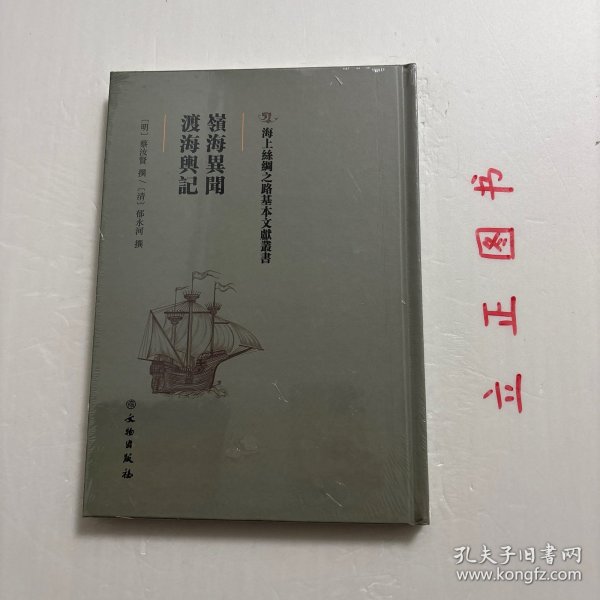 海上絲綢之路基本文獻叢書
嶺海異聞
渡海輿記
〔明〕蔡汝賢 撰／〔清〕郁永河 撰
文物出版社
立正图书
孔夫子旧书网
www.kongfz.com